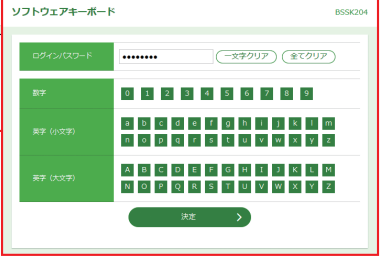 ソフトウェアキーボード BSSK204
ログインパスワード ●●●●●●●● 一文字クリア 全てクリア
数字 0 1 2 3 4 5 6 7 8 9
英字（小文字） a b c d e f g h i j k l m
n o p q r s t u v w x y z
英字（大文字） A B C D E F G H I J K L M
N O P Q R S T U V W X Y Z
決定